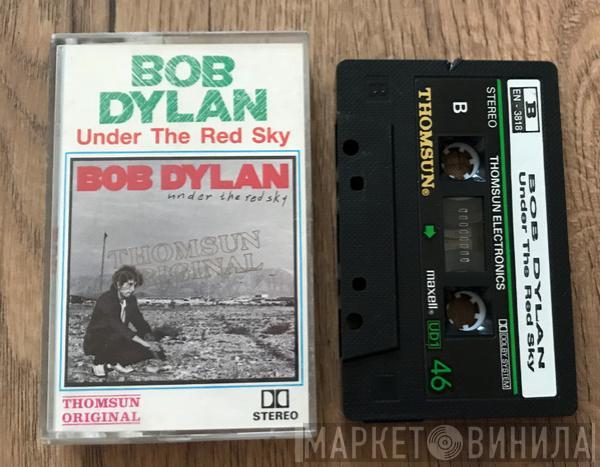 BOB
DYLAN
Under The Red Sky
BOB DYLAN
under the red sky
THOMSUN
ORIGINAL
THOMSUN
ORIGINAL
STEREO
B
THOMSUN
B
STEREO
THOMSUN ELECTRONICS
maxell
UD1
46
DOLBY SYSTEM
B
EN - 3818
BOB DYLAN
Under The Red Sky
МАРКЕТ ВИНИЛА